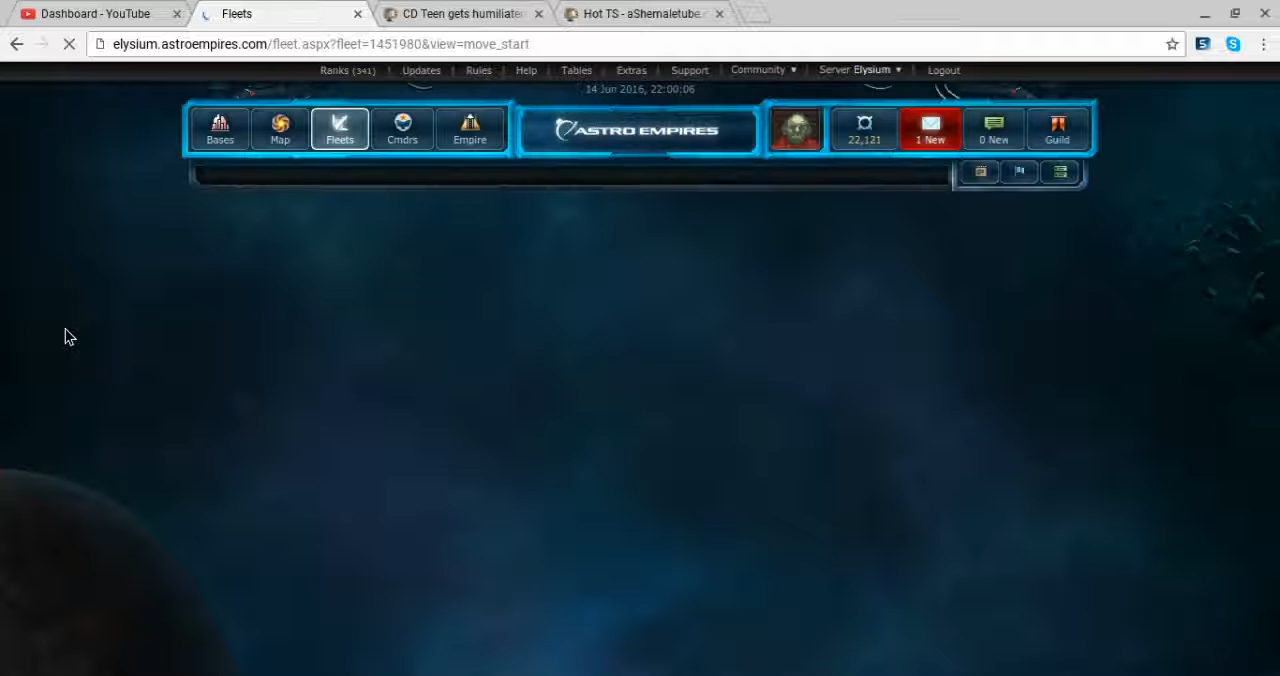 Dashboard - YouTube
Fleets
CD Teen gets humiliate
Hot TS - aShemaletube.
elysium.astroempires.com/fleet.aspx?fleet=1451980&view=move_start
Ranks (341) Updates Rules Help Tables Extras Support Community ▼ Server Elysium ▼ Logout
14 Jun 2016, 22:00:06
Bases Map Fleets Cmdrs Empire
ASTRO EMPIRES
22,121 1 New 0 New Guild